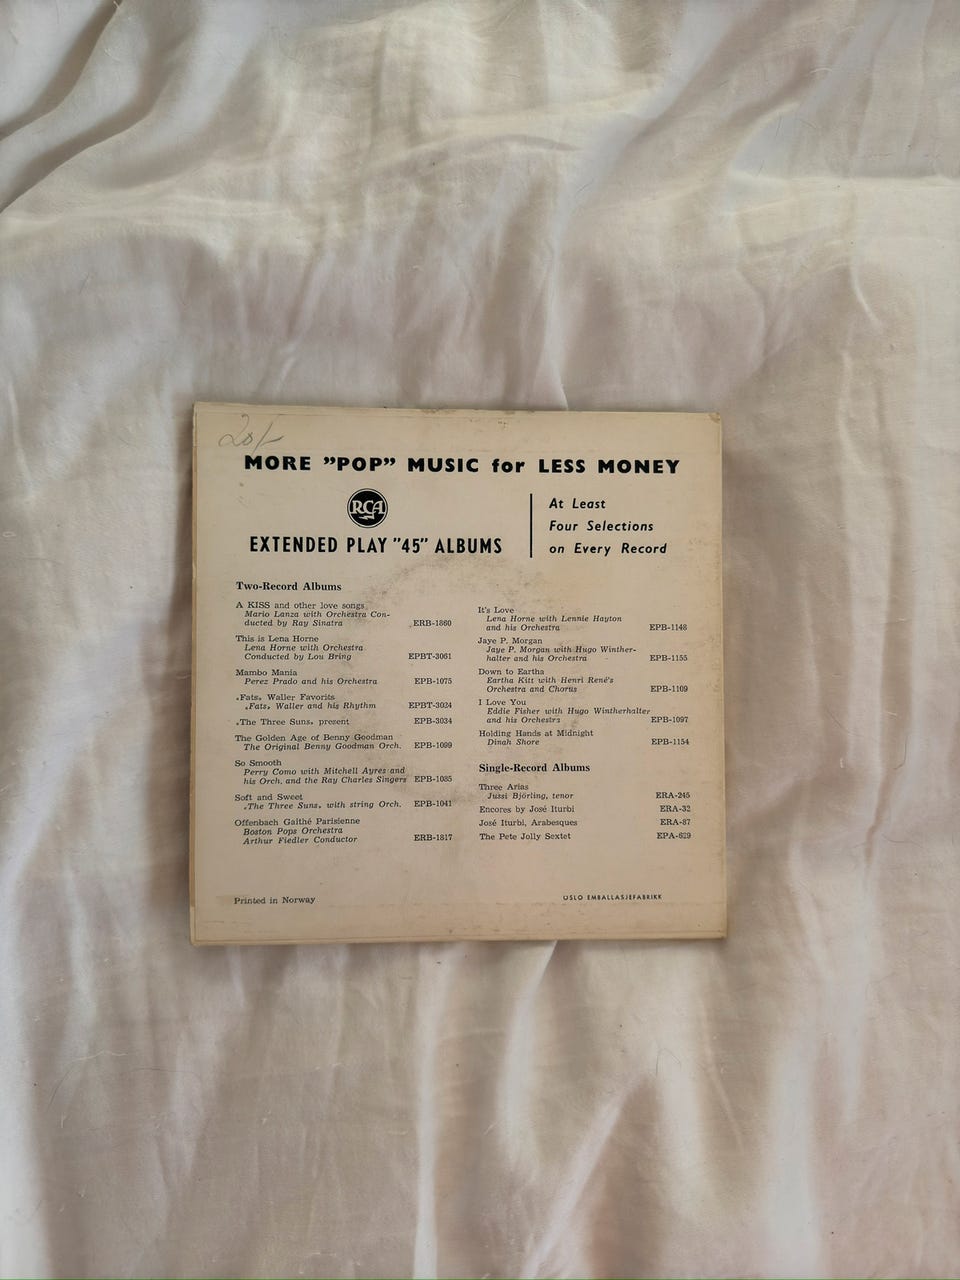 20/-
MORE ”POP” MUSIC for LESS MONEY
RCA
EXTENDED PLAY ”45” ALBUMS
At Least
Four Selections
on Every Record
Two-Record Albums
A KISS and other love songs
Mario Lanza with Orchestra Con-
ducted by Ray Sinatra ERB-1860
This is Lena Horne
Lena Horne with Orchestra
Conducted by Lou Bring EPBT-3061
Mambo Mania
Perez Prado and his Orchestra EPB-1075
„Fats„ Waller Favorits
„Fats„ Waller and his Rhythm EPBT-3024
„The Three Suns„ present EPB-3034
The Golden Age of Benny Goodman
The Original Benny Goodman Orch. EPB-1099
So Smooth
Perry Como with Mitchell Ayres and
his Orch. and the Ray Charles Singers EPB-1085
Soft and Sweet
„The Three Suns„ with string Orch. EPB-1041
Offenbach Gaithé Parisienne
Boston Pops Orchestra
Arthur Fiedler Conductor ERB-1817
It's Love
Lena Horne with Lennie Hayton
and his Orchestra EPB-1148
Jaye P. Morgan
Jaye P. Morgan with Hugo Winther-
halter and his Orchestra EPB-1155
Down to Eartha
Eartha Kitt with Henri René's
Orchestra and Chorus EPB-1109
I Love You
Eddie Fisher with Hugo Wintherhalter
and his Orchestra EPB-1097
Holding Hands at Midnight
Dinah Shore EPB-1154
Single-Record Albums
Three Arias
Jussi Björling, tenor ERA-245
Encores by José Iturbi ERA-32
José Iturbi, Arabesques ERA-87
The Pete Jolly Sextet EPA-629
Printed in Norway
OSLO EMBALLASJEFABRIKK